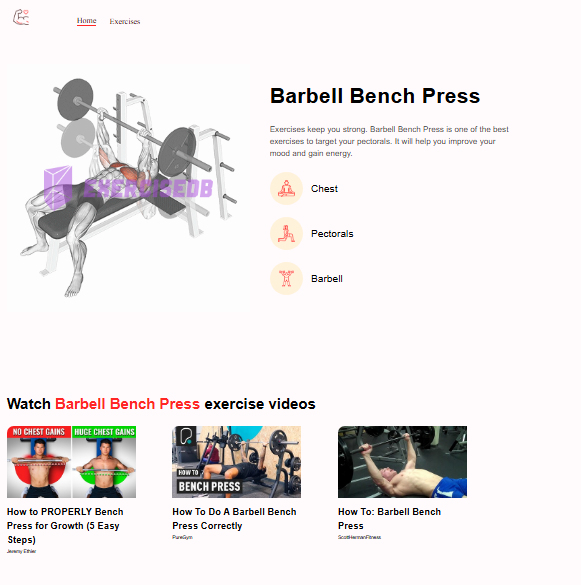 Home Exercises
EXERCISEDB
Barbell Bench Press
Exercises keep you strong. Barbell Bench Press is one of the best
exercises to target your pectorals. It will help you improve your
mood and gain energy.
Chest
Pectorals
Barbell
Watch Barbell Bench Press exercise videos
NO CHEST GAINS HUGE CHEST GAINS
HOW TO
BENCH PRESS
How to PROPERLY Bench
Press for Growth (5 Easy
Steps)
Jeremy Ethier
How To Do A Barbell Bench
Press Correctly
PureGym
How To: Barbell Bench
Press
ScottHermanFitness